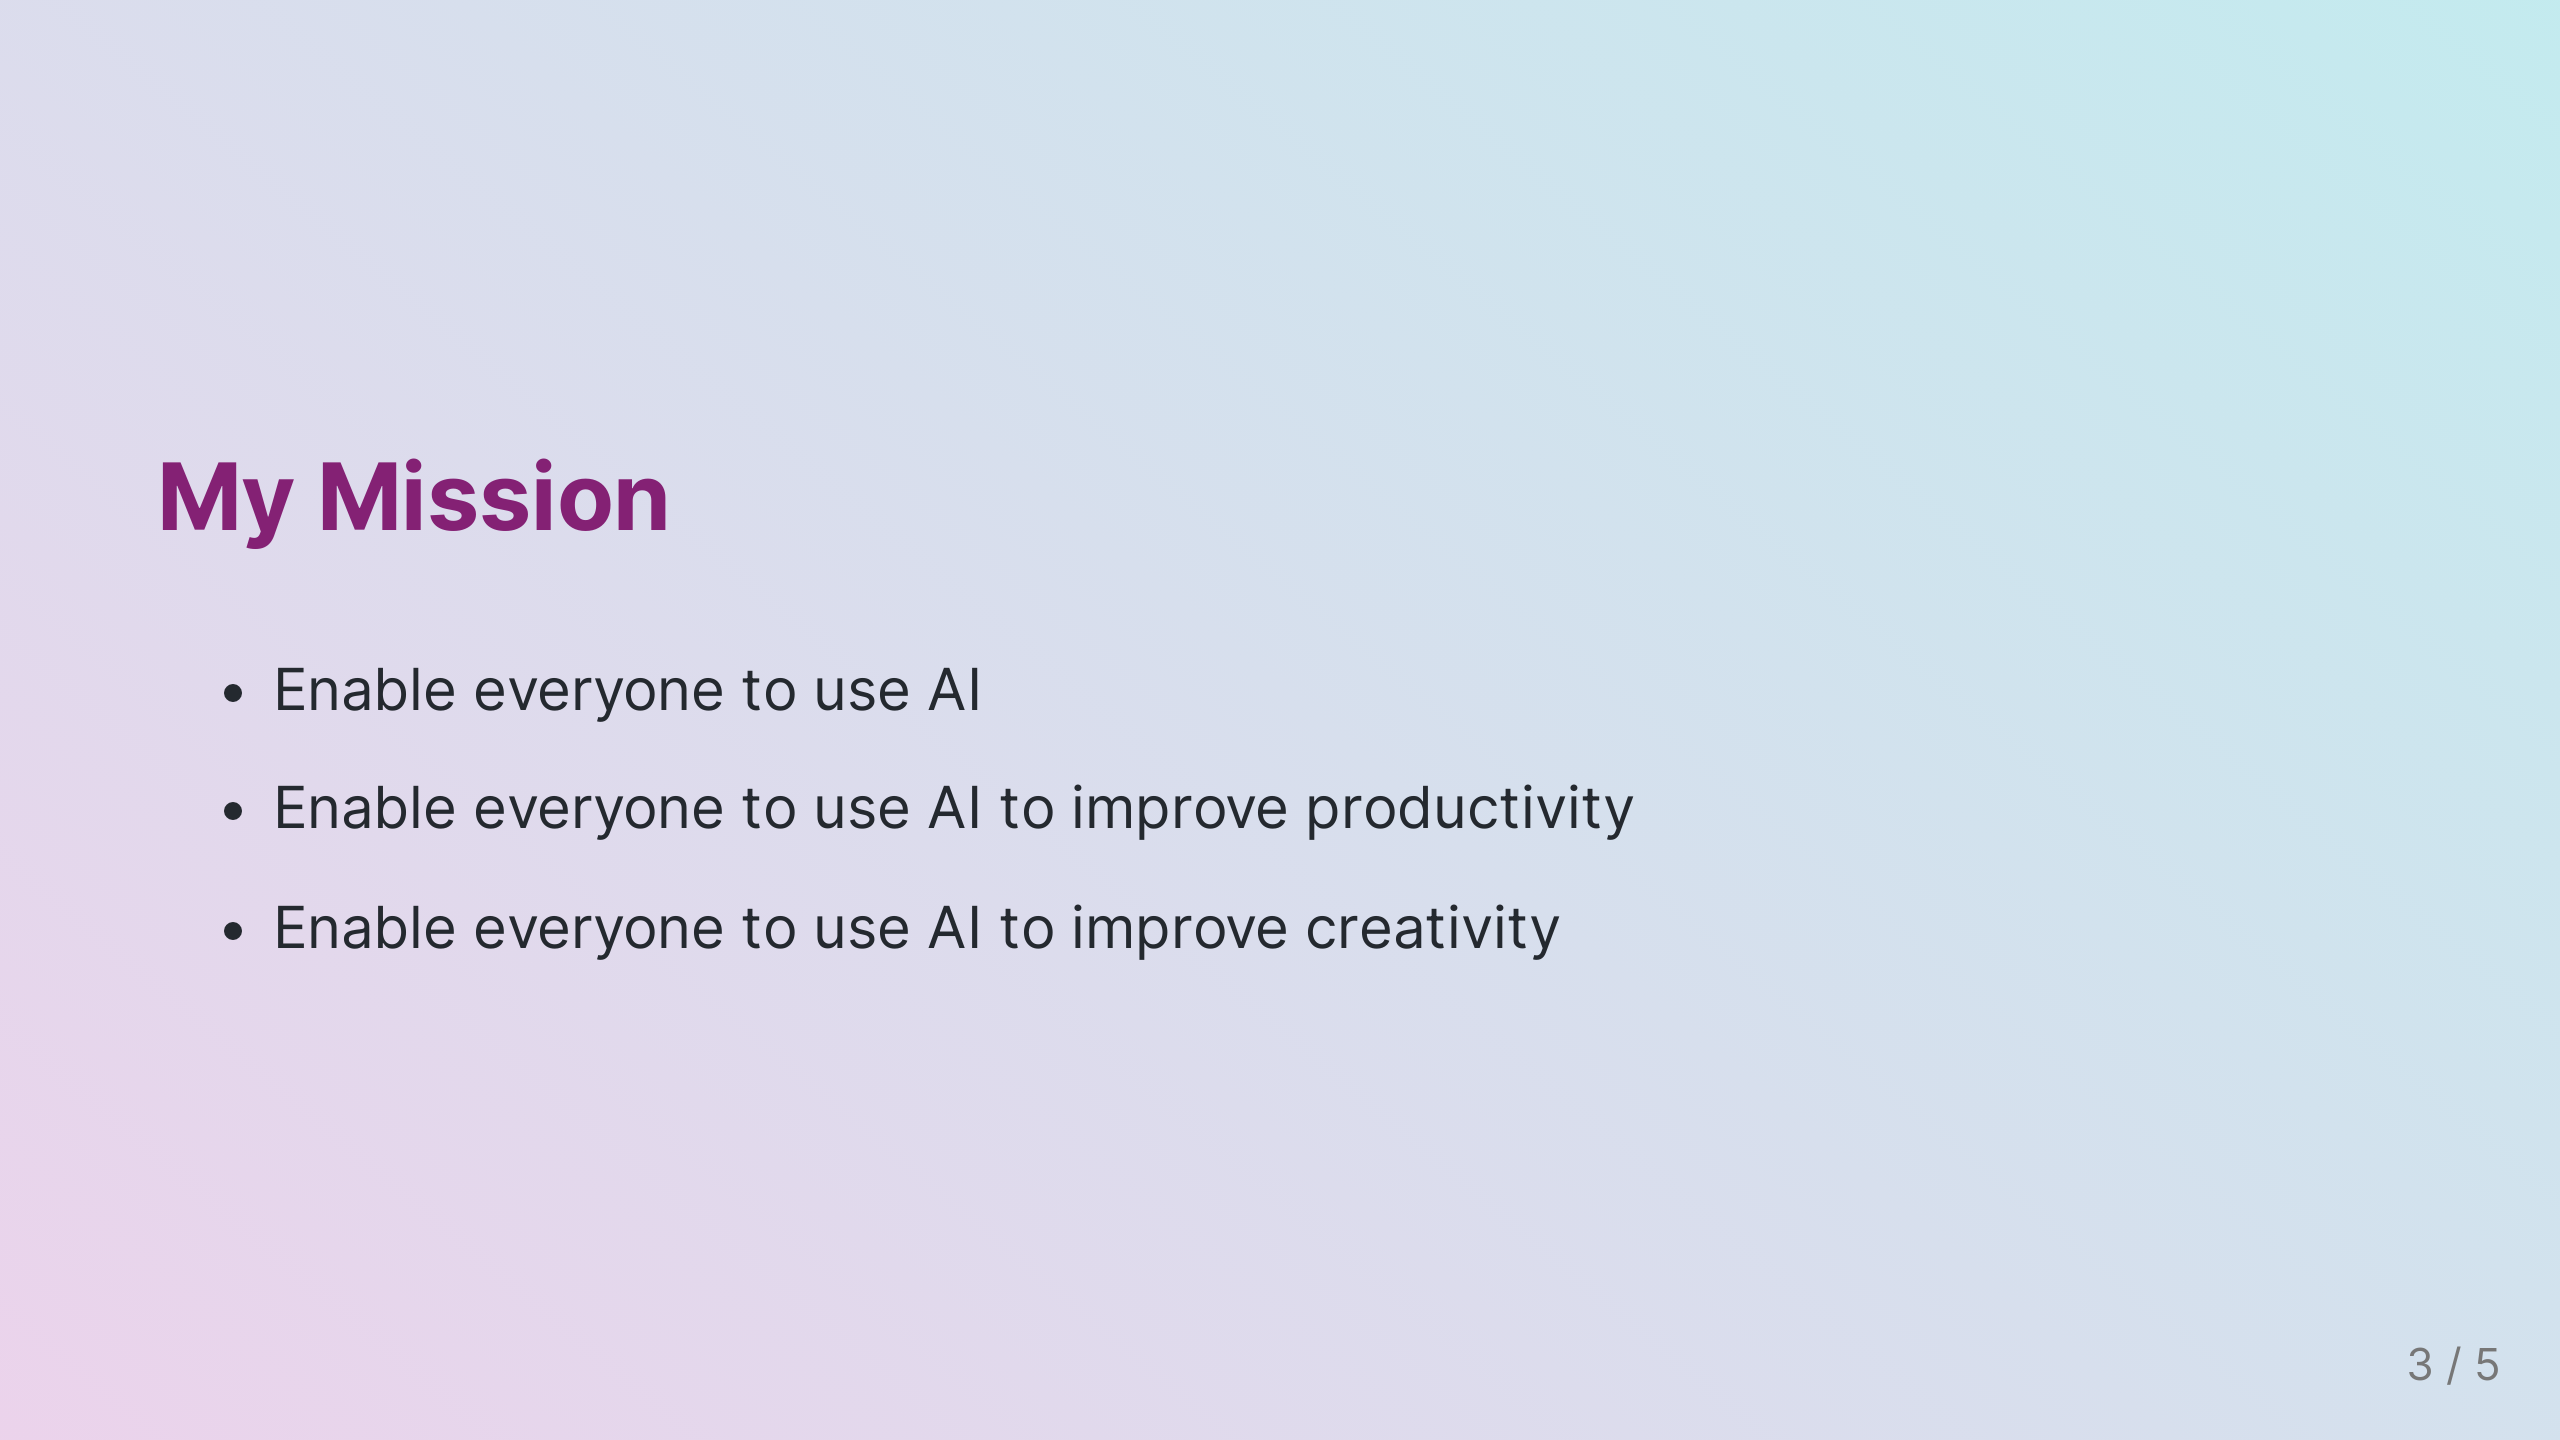 My Mission
• Enable everyone to use AI
• Enable everyone to use AI to improve productivity
• Enable everyone to use AI to improve creativity
3 / 5